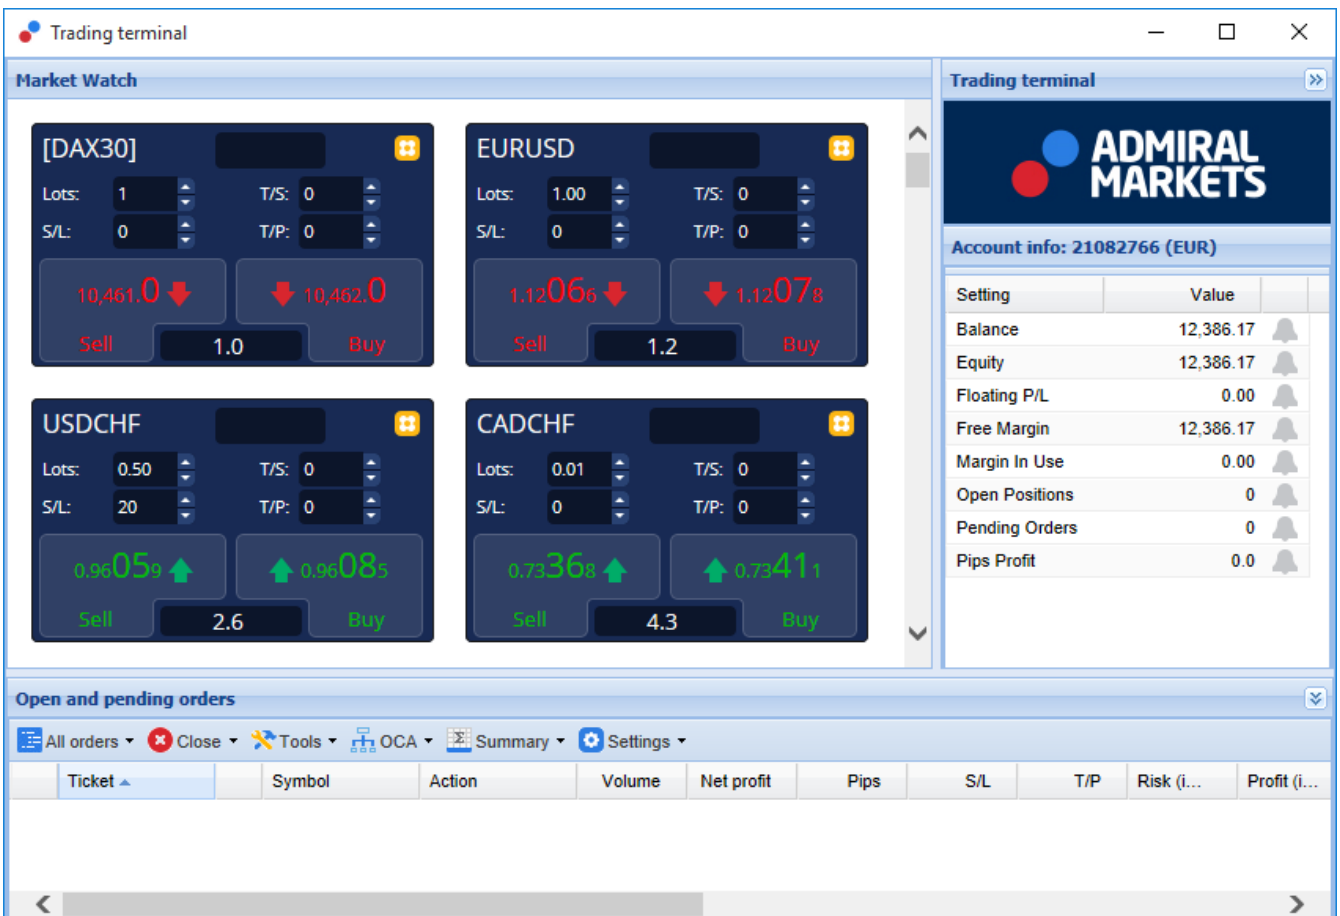 Trading terminal
Market Watch
[DAX30]
Lots: 1 T/S: 0
S/L: 0 T/P: 0
10,461.0 10,462.0
Sell 1.0 Buy
EURUSD
Lots: 1.00 T/S: 0
S/L: 0 T/P: 0
1.12066 1.12078
Sell 1.2 Buy
USDCHF
Lots: 0.50 T/S: 0
S/L: 20 T/P: 0
0.96059 0.96085
Sell 2.6 Buy
CADCHF
Lots: 0.01 T/S: 0
S/L: 0 T/P: 0
0.73368 0.73411
Sell 4.3 Buy
Trading terminal
ADMIRAL
MARKETS
Account info: 21082766 (EUR)
Setting Value
Balance 12,386.17
Equity 12,386.17
Floating P/L 0.00
Free Margin 12,386.17
Margin In Use 0.00
Open Positions 0
Pending Orders 0
Pips Profit 0.0
Open and pending orders
All orders Close Tools OCA Summary Settings
Ticket Symbol Action Volume Net profit Pips S/L T/P Risk (i... Profit (i...